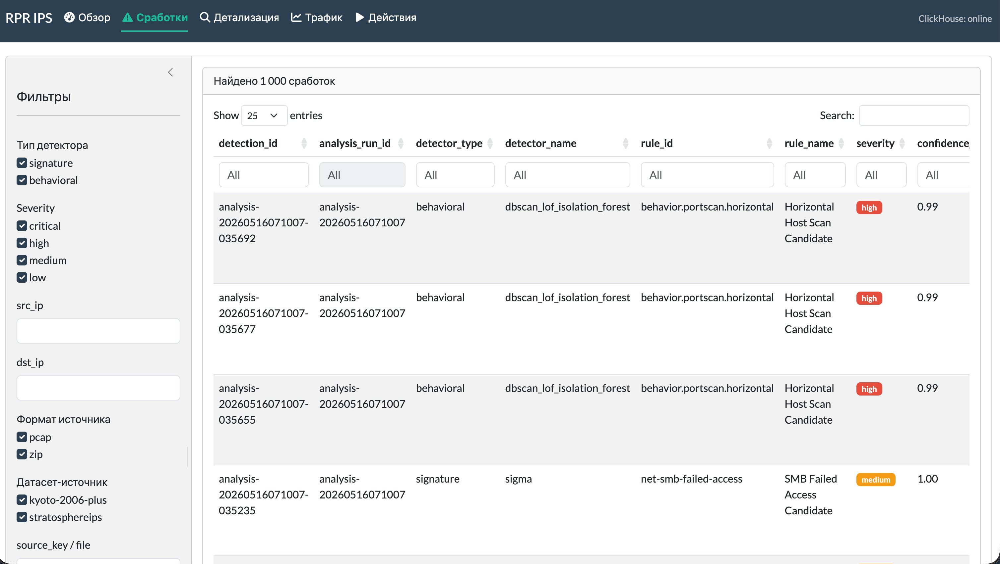 RPR IPS Обзор Сработки Детализация Трафик Действия ClickHouse: online
Фильтры
Тип детектора
signature
behavioral
Severity
critical
high
medium
low
src_ip
dst_ip
Формат источника
pcap
zip
Датасет-источник
kyoto-2006-plus
stratosphereips
source_key / file
Найдено 1 000 сработок
Show 25 entries Search:
detection_id analysis_run_id detector_type detector_name rule_id rule_name severity confidence_
All All All All All All All All
analysis- analysis- behavioral dbscan_lof_isolation_forest behavior.portscan.horizontal Horizontal high 0.99
20260516071007- 20260516071007 Host Scan
035692 Candidate
analysis- analysis- behavioral dbscan_lof_isolation_forest behavior.portscan.horizontal Horizontal high 0.99
20260516071007- 20260516071007 Host Scan
035677 Candidate
analysis- analysis- behavioral dbscan_lof_isolation_forest behavior.portscan.horizontal Horizontal high 0.99
20260516071007- 20260516071007 Host Scan
035655 Candidate
analysis- analysis- signature sigma net-smb-failed-access SMB Failed medium 1.00
20260516071007- 20260516071007 Access
035235 Candidate